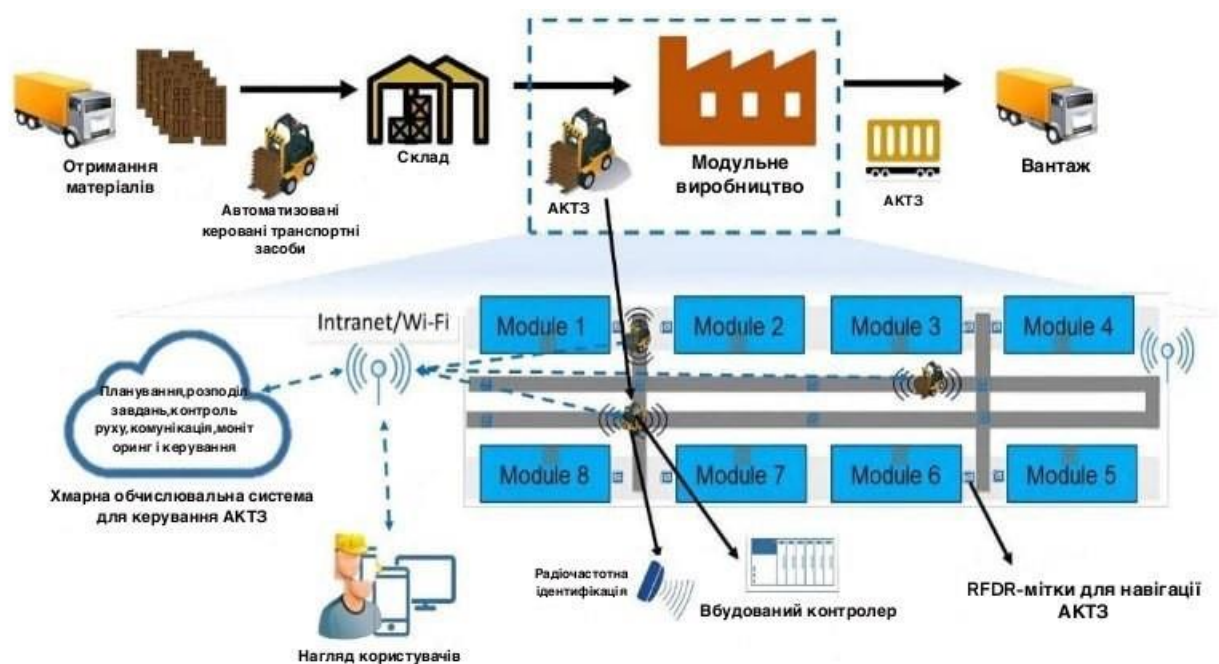 Отримання
матеріалів
Автоматизовані
керовані транспортні
засоби
Склад
АКТЗ
Модульне
виробництво
АКТЗ
Вантаж
Intranet/Wi-Fi
Module 1
Module 2
Module 3
Module 4
Планування,розподіл
завдань,контроль
руху,комунікація,моніт
оринг і керування
Хмарна обчислювальна система
для керування АКТЗ
Module 8
Module 7
Module 6
Module 5
Нагляд користувачів
Радіочастотна
ідентифікація
Вбудований контролер
RFDR-мітки для навігації
АКТЗ